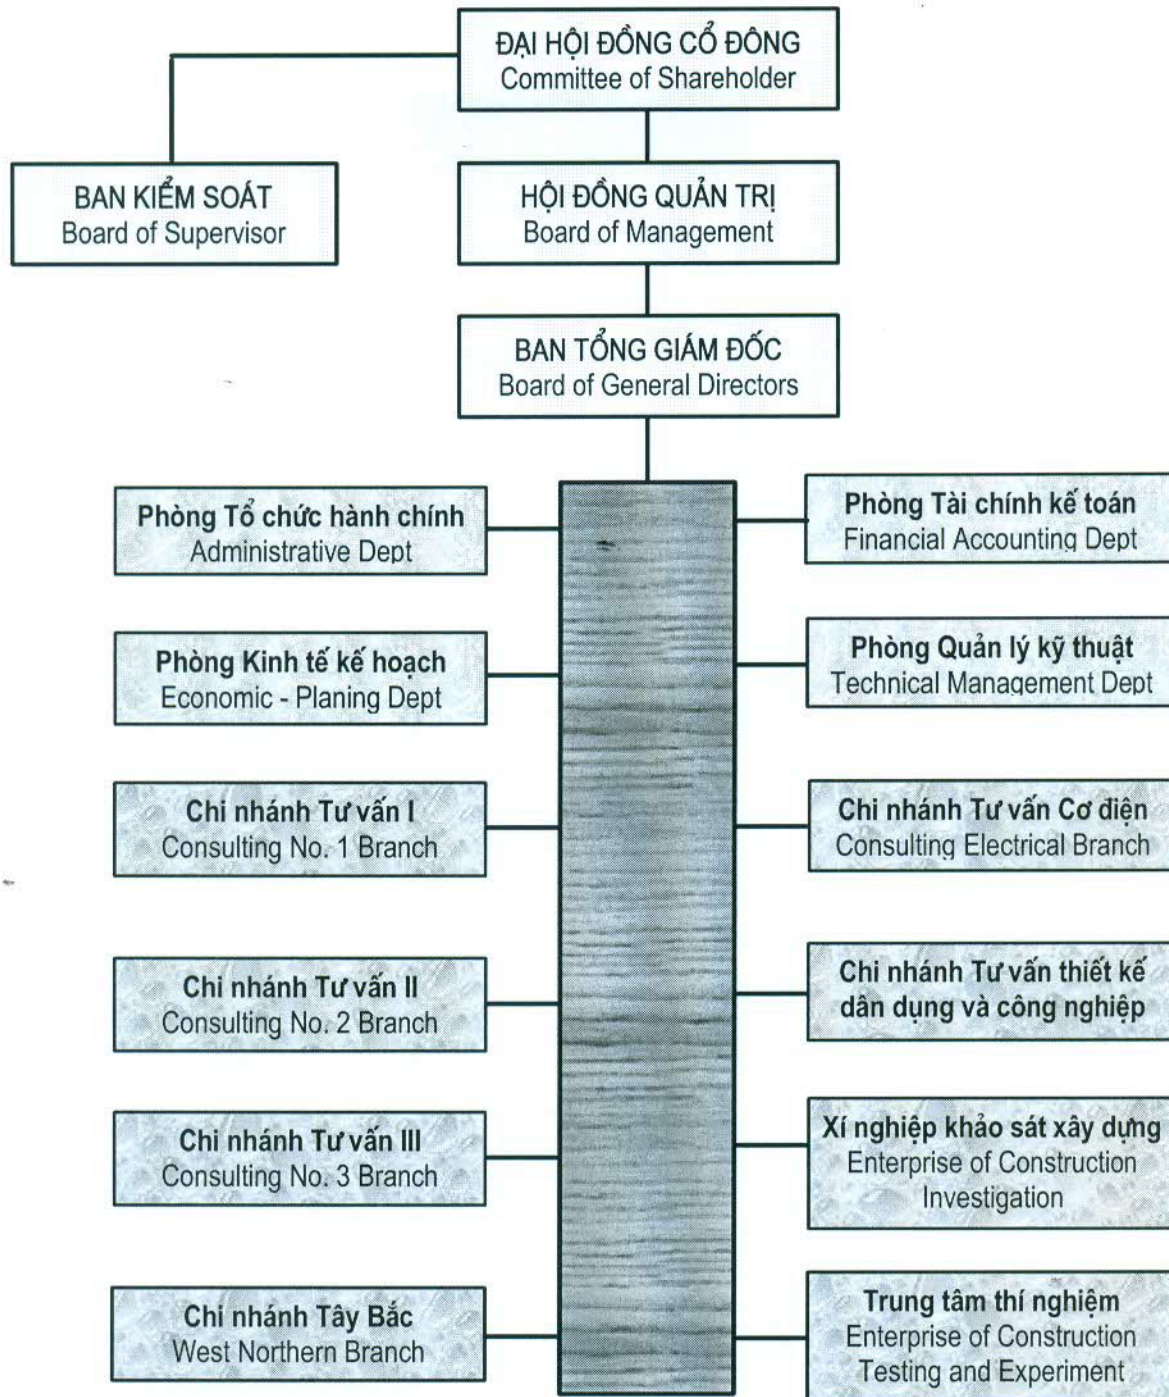 ĐẠI HỘI ĐỒNG CỔ ĐÔNG
Committee of Shareholder
BAN KIỂM SOÁT
Board of Supervisor
HỘI ĐỒNG QUẢN TRỊ
Board of Management
BAN TỔNG GIÁM ĐỐC
Board of General Directors
Phòng Tổ chức hành chính
Administrative Dept
Phòng Tài chính kế toán
Financial Accounting Dept
Phòng Kinh tế kế hoạch
Economic - Planing Dept
Phòng Quản lý kỹ thuật
Technical Management Dept
Chi nhánh Tư vấn I
Consulting No. 1 Branch
Chi nhánh Tư vấn Cơ điện
Consulting Electrical Branch
Chi nhánh Tư vấn II
Consulting No. 2 Branch
Chi nhánh Tư vấn thiết kế
dân dụng và công nghiệp
Chi nhánh Tư vấn III
Consulting No. 3 Branch
Xí nghiệp khảo sát xây dựng
Enterprise of Construction
Investigation
Chi nhánh Tây Bắc
West Northern Branch
Trung tâm thí nghiệm
Enterprise of Construction
Testing and Experiment